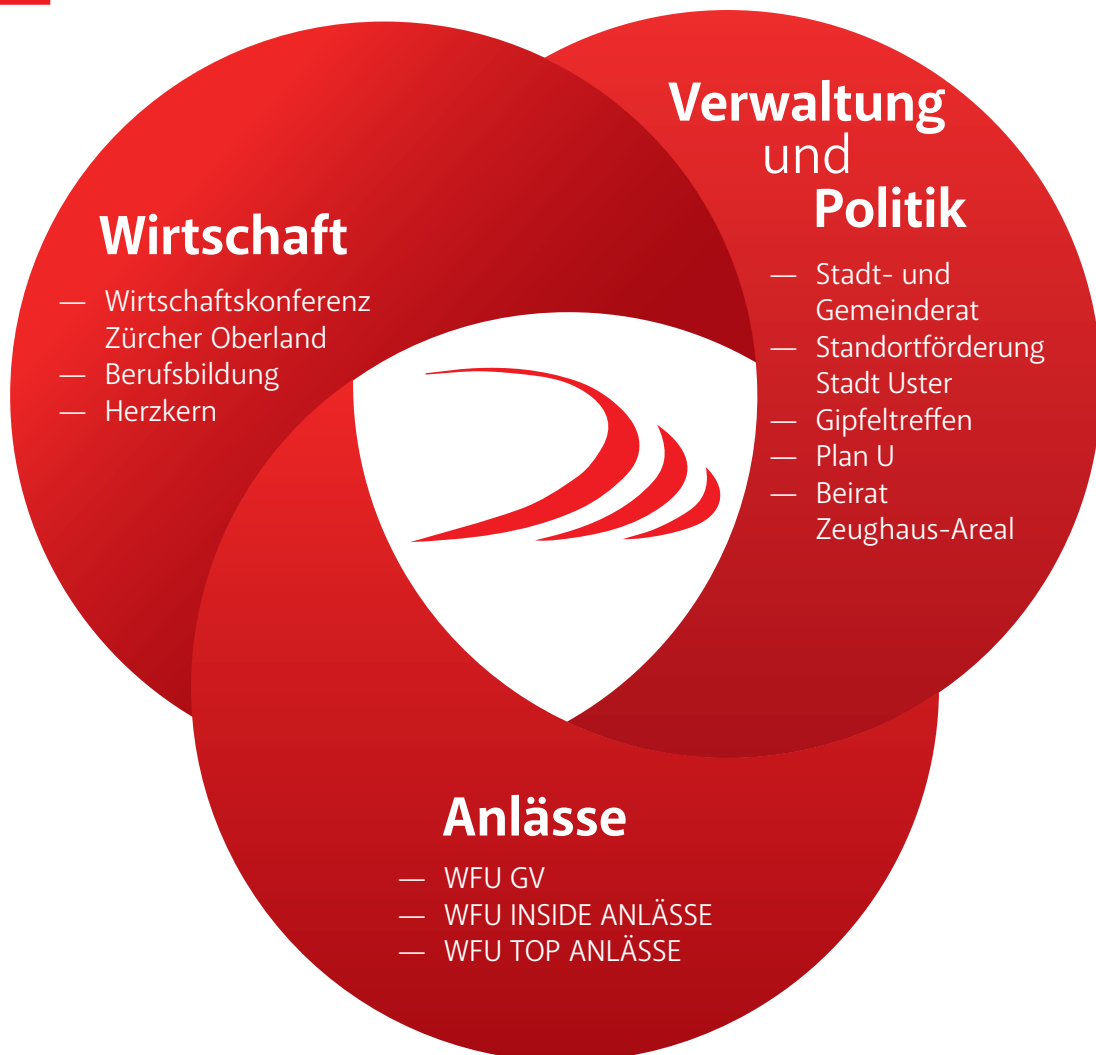 Wirtschaft
— Wirtschaftskonferenz
Zürcher Oberland
— Berufsbildung
— Herzkern
Verwaltung
und
Politik
— Stadt- und
Gemeinderat
— Standortförderung
Stadt Uster
— Gipfeltreffen
— Plan U
— Beirat
Zeughaus-Areal
Anlässe
— WFU GV
— WFU INSIDE ANLÄSSE
— WFU TOP ANLÄSSE